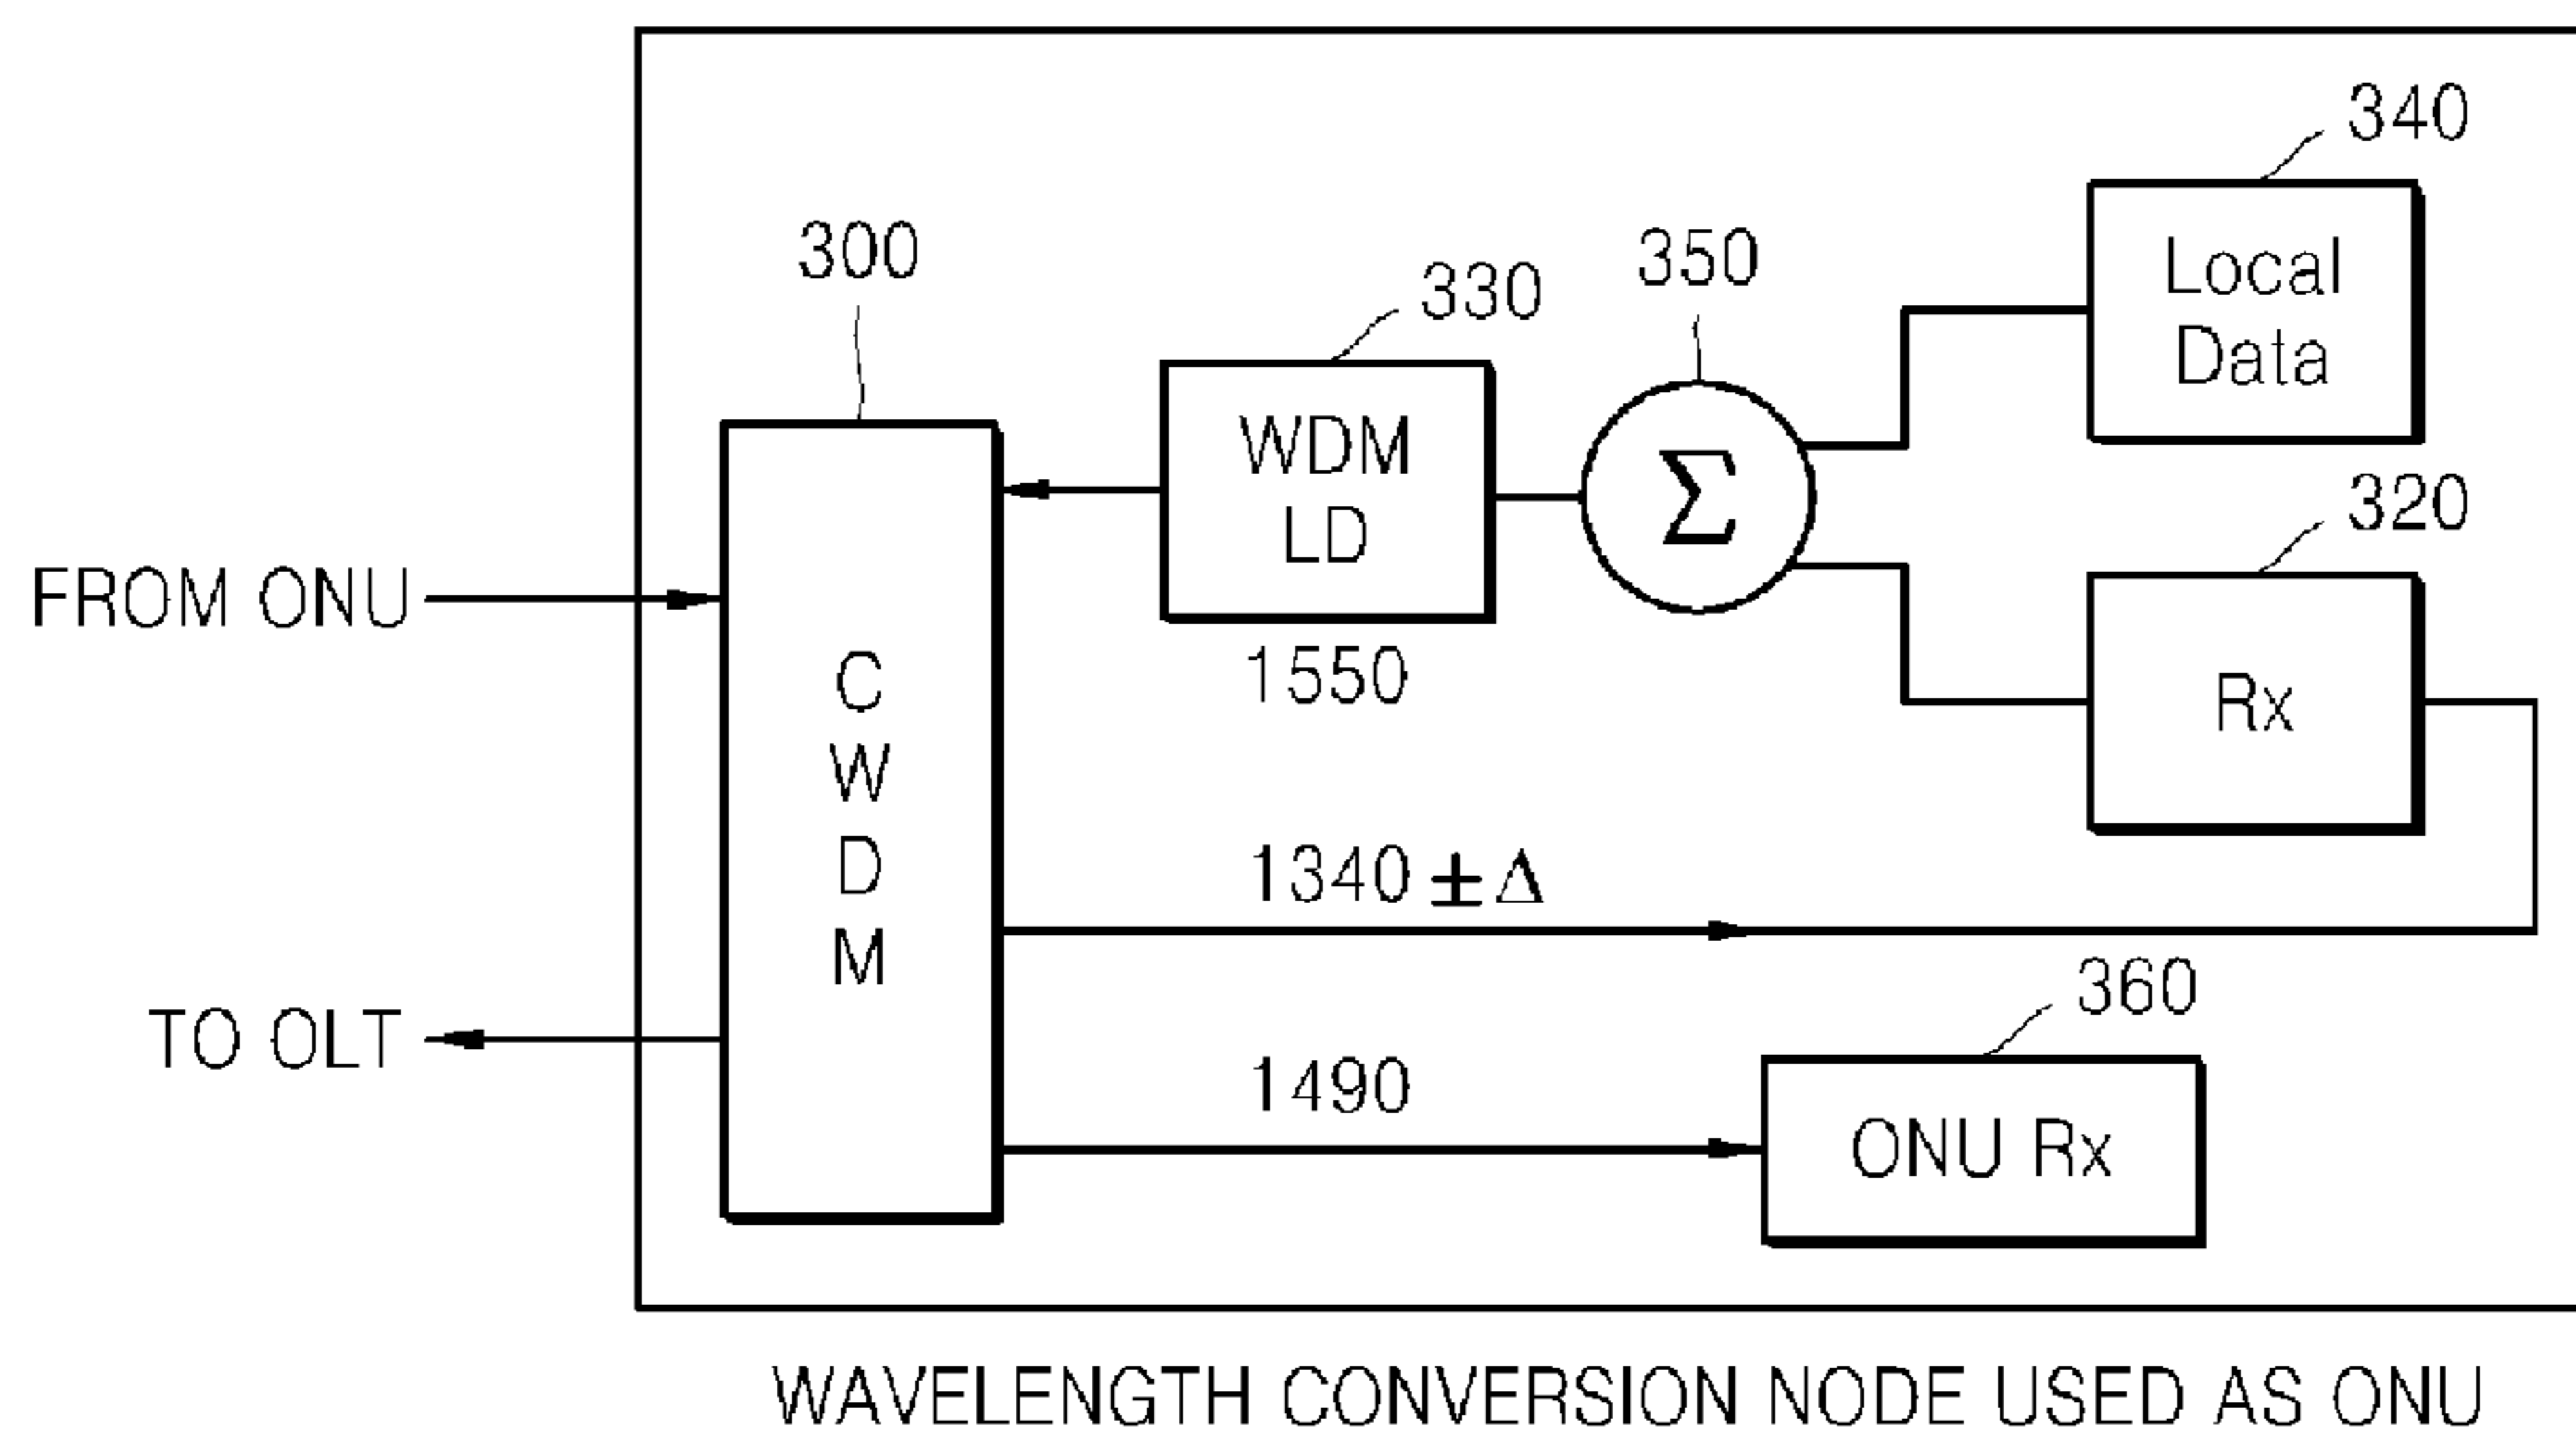 340
Local
Data
300
350
330
WDM
LD
1550
Σ
320
Rx
FROM ONU
C
W
D
M
1340 ± Δ
TO OLT
360
1490
ONU Rx
WAVELENGTH CONVERSION NODE USED AS ONU